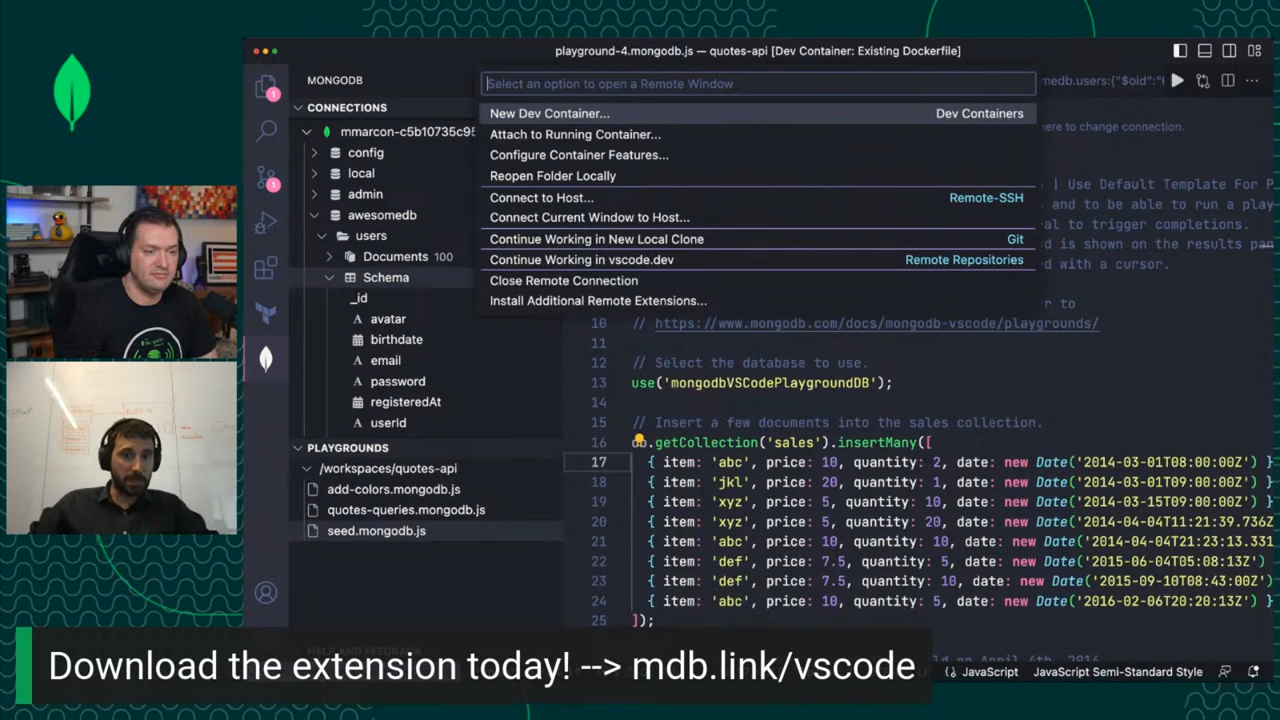 playground-4.mongodb.js — quotes-api [Dev Container: Existing Dockerfile]
MONGODB
CONNECTIONS
mmarcon-c5b10735c95
config
local
admin
awesomedb
users
Documents 100
Schema
_id
avatar
birthdate
email
password
registeredAt
userId
PLAYGROUNDS
/workspaces/quotes-api
add-colors.mongodb.js
quotes-queries.mongodb.js
seed.mongodb.js
1
1
Select an option to open a Remote Window
New Dev Container... Dev Containers
Attach to Running Container...
Configure Container Features...
Reopen Folder Locally
Connect to Host... Remote-SSH
Connect Current Window to Host...
Continue Working in New Local Clone Git
Continue Working in vscode.dev Remote Repositories
Close Remote Connection
Install Additional Remote Extensions...
medb.users:{"$oid":"
here to change connection.
| Use Default Template For P
and to be able to run a play
al to trigger completions.
d is shown on the results pan
d with a cursor.
r to
10 // https://www.mongodb.com/docs/mongodb-vscode/playgrounds/
11
12 // Select the database to use.
13 use('mongodbVSCodePlaygroundDB');
14
15 // Insert a few documents into the sales collection.
16 .getCollection('sales').insertMany([
17 { item: 'abc', price: 10, quantity: 2, date: new Date('2014-03-01T08:00:00Z') }
18 { item: 'jkl', price: 20, quantity: 1, date: new Date('2014-03-01T09:00:00Z') }
19 { item: 'xyz', price: 5, quantity: 10, date: new Date('2014-03-15T09:00:00Z') }
20 { item: 'xyz', price: 5, quantity: 20, date: new Date('2014-04-04T11:21:39.736Z
21 { item: 'abc', price: 10, quantity: 10, date: new Date('2014-04-04T21:23:13.331
22 { item: 'def', price: 7.5, quantity: 5, date: new Date('2015-06-04T05:08:13Z')
23 { item: 'def', price: 7.5, quantity: 10, date: new Date('2015-09-10T08:43:00Z')
24 { item: 'abc', price: 10, quantity: 5, date: new Date('2016-02-06T20:20:13Z') }
25 ]);
HELP AND FEEDBACK
on April 4th, 2014
{} JavaScript JavaScript Semi-Standard Style
Download the extension today! --> mdb.link/vscode